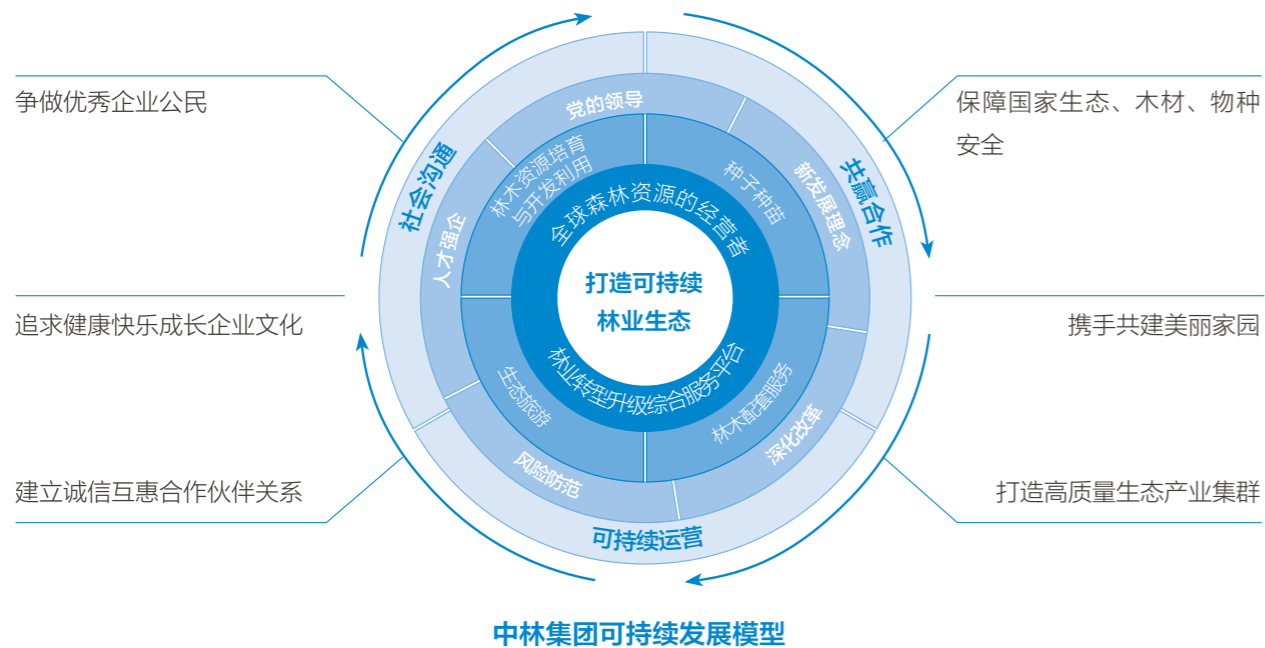 争做优秀企业公民
追求健康快乐成长企业文化
建立诚信互惠合作伙伴关系
社会沟通
共赢合作
可持续运营
党的领导
新发展理念
深化改革
风险防范
人才强企
林木资源培育
与开发利用
种子种苗
林木配套服务
生态旅游
全球森林资源的经营者
林业转型升级综合服务平台
打造可持续
林业生态
保障国家生态、木材、物种
安全
携手共建美丽家园
打造高质量生态产业集群
中林集团可持续发展模型